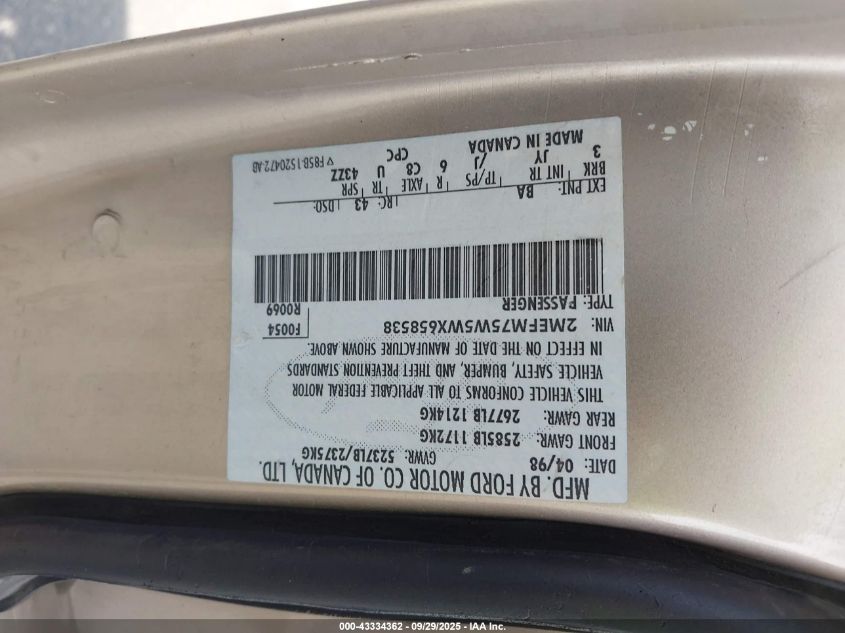 MFD. BY FORD MOTOR CO. OF CANADA, LTD.
DATE: 04/98 GVWR: 5237LB/2375KG
FRONT GAWR: 2585LB 1172KG
REAR GAWR: 2677LB 1214KG
THIS VEHICLE CONFORMS TO ALL APPLICABLE FEDERAL MOTOR
VEHICLE SAFETY, BUMPER, AND THEFT PREVENTION STANDARDS
IN EFFECT ON THE DATE OF MANUFACTURE SHOWN ABOVE.
VIN: 2MEFM75W5WX658538 F0054
TYPE: PASSENGER R0069
EXT PNT: BA RC: 43 DSO:
BRK INT TR TP/PS R AXLE TR SPR
3 JY /J 6 C8 U 43ZZ
CPC
MADE IN CANADA ▽ F85B-1520472-AB
000-43334362 - 09/29/2025 - IAA Inc.